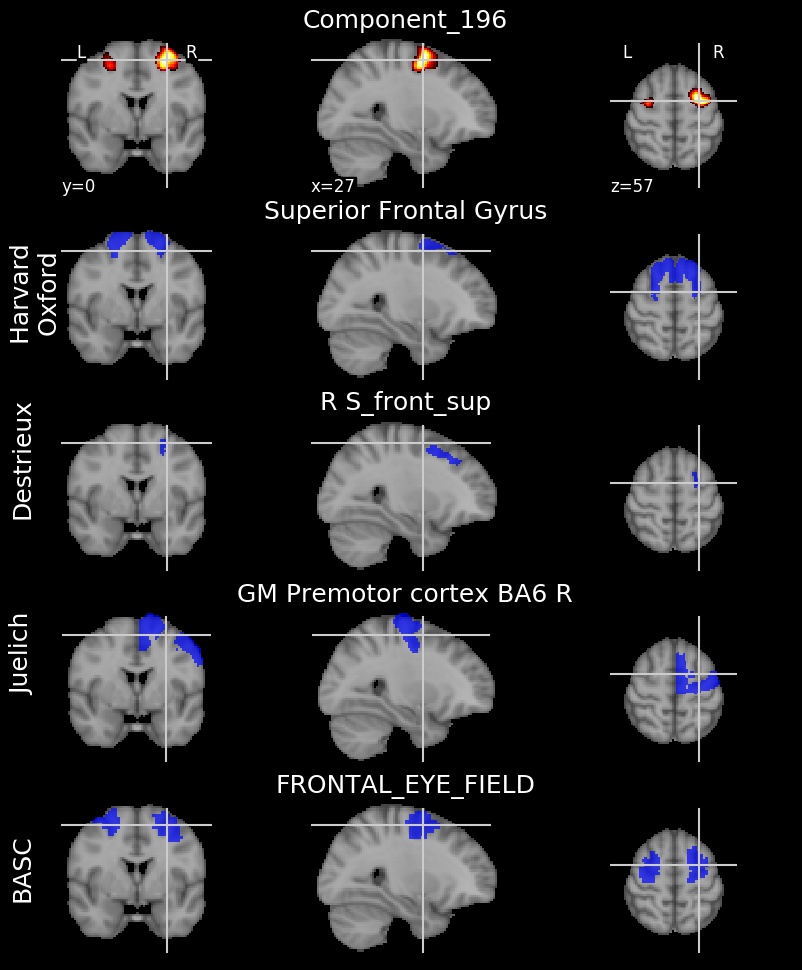 Component_196
L R
L R
y=0
x=27
z=57
Superior Frontal Gyrus
Harvard
Oxford
R S_front_sup
Destrieux
GM Premotor cortex BA6 R
Juelich
FRONTAL_EYE_FIELD
BASC